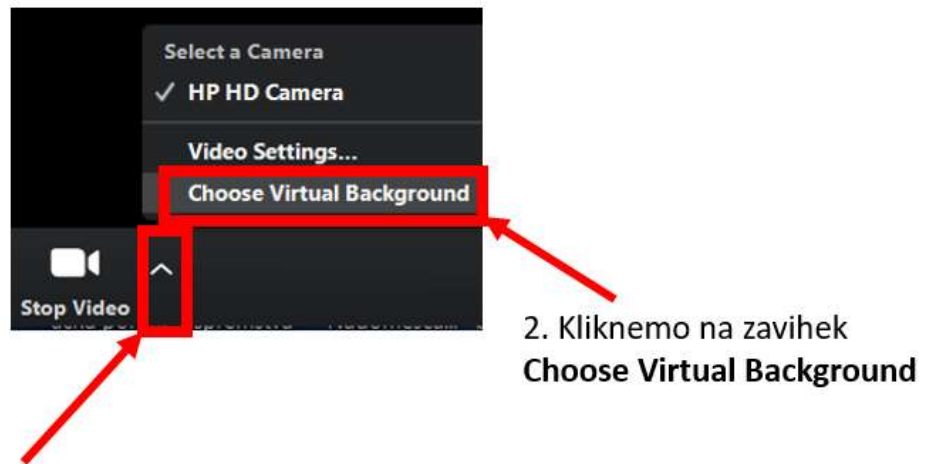 Select a Camera
✓ HP HD Camera
Video Settings...
Choose Virtual Background
Stop Video
2. Kliknemo na zavihek
Choose Virtual Background